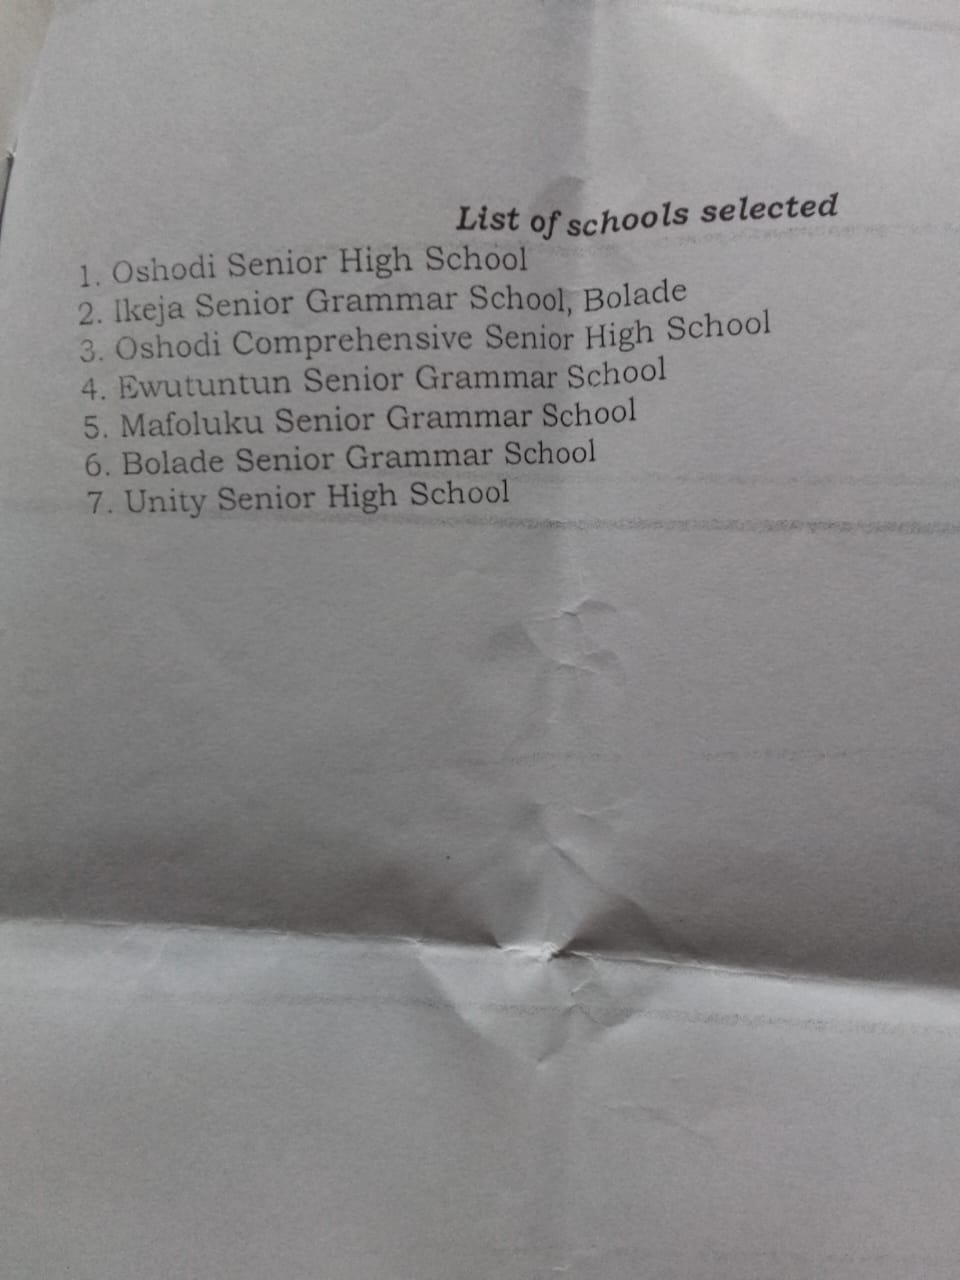 List of schools selected
1. Oshodi Senior High School
2. Ikeja Senior Grammar School, Bolade
3. Oshodi Comprehensive Senior High School
4. Ewutuntun Senior Grammar School
5. Mafoluku Senior Grammar School
6. Bolade Senior Grammar School
7. Unity Senior High School